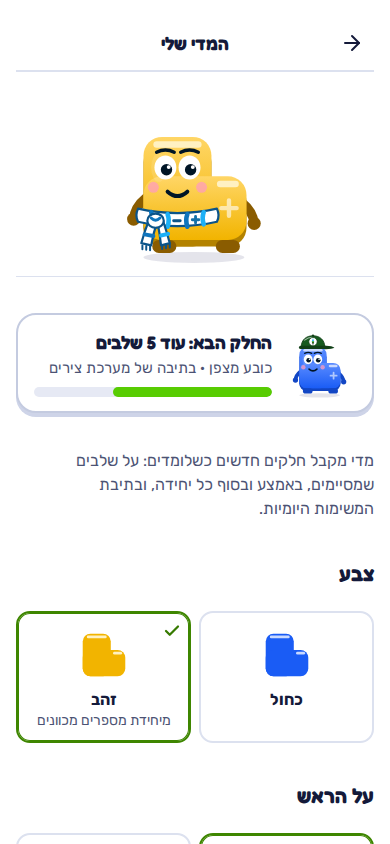 המדי שלי
החלק הבא: עוד 5 שלבים
כובע מצפן • בתיבה של מערכת צירים
מדי מקבל חלקים חדשים כשלומדים: על שלבים
שמסיימים, באמצע ובסוף כל יחידה, ובתיבת
המשימות היומיות.
צבע
כחול
זהב
מיחידת מספרים מכוונים
על הראש